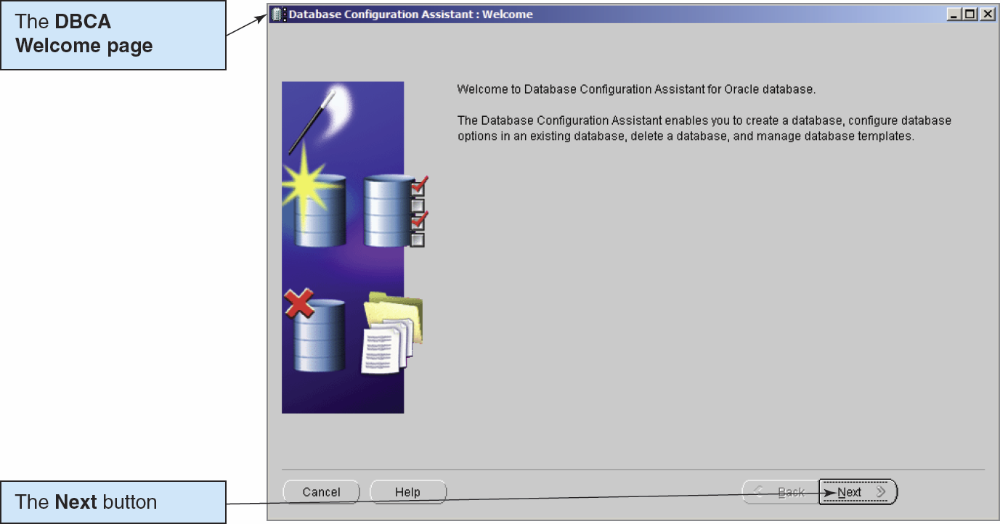 The DBCA
Welcome page
Database Configuration Assistant : Welcome
Welcome to Database Configuration Assistant for Oracle database.
The Database Configuration Assistant enables you to create a database, configure database
options in an existing database, delete a database, and manage database templates.
Cancel
Help
Back
Next
The Next button